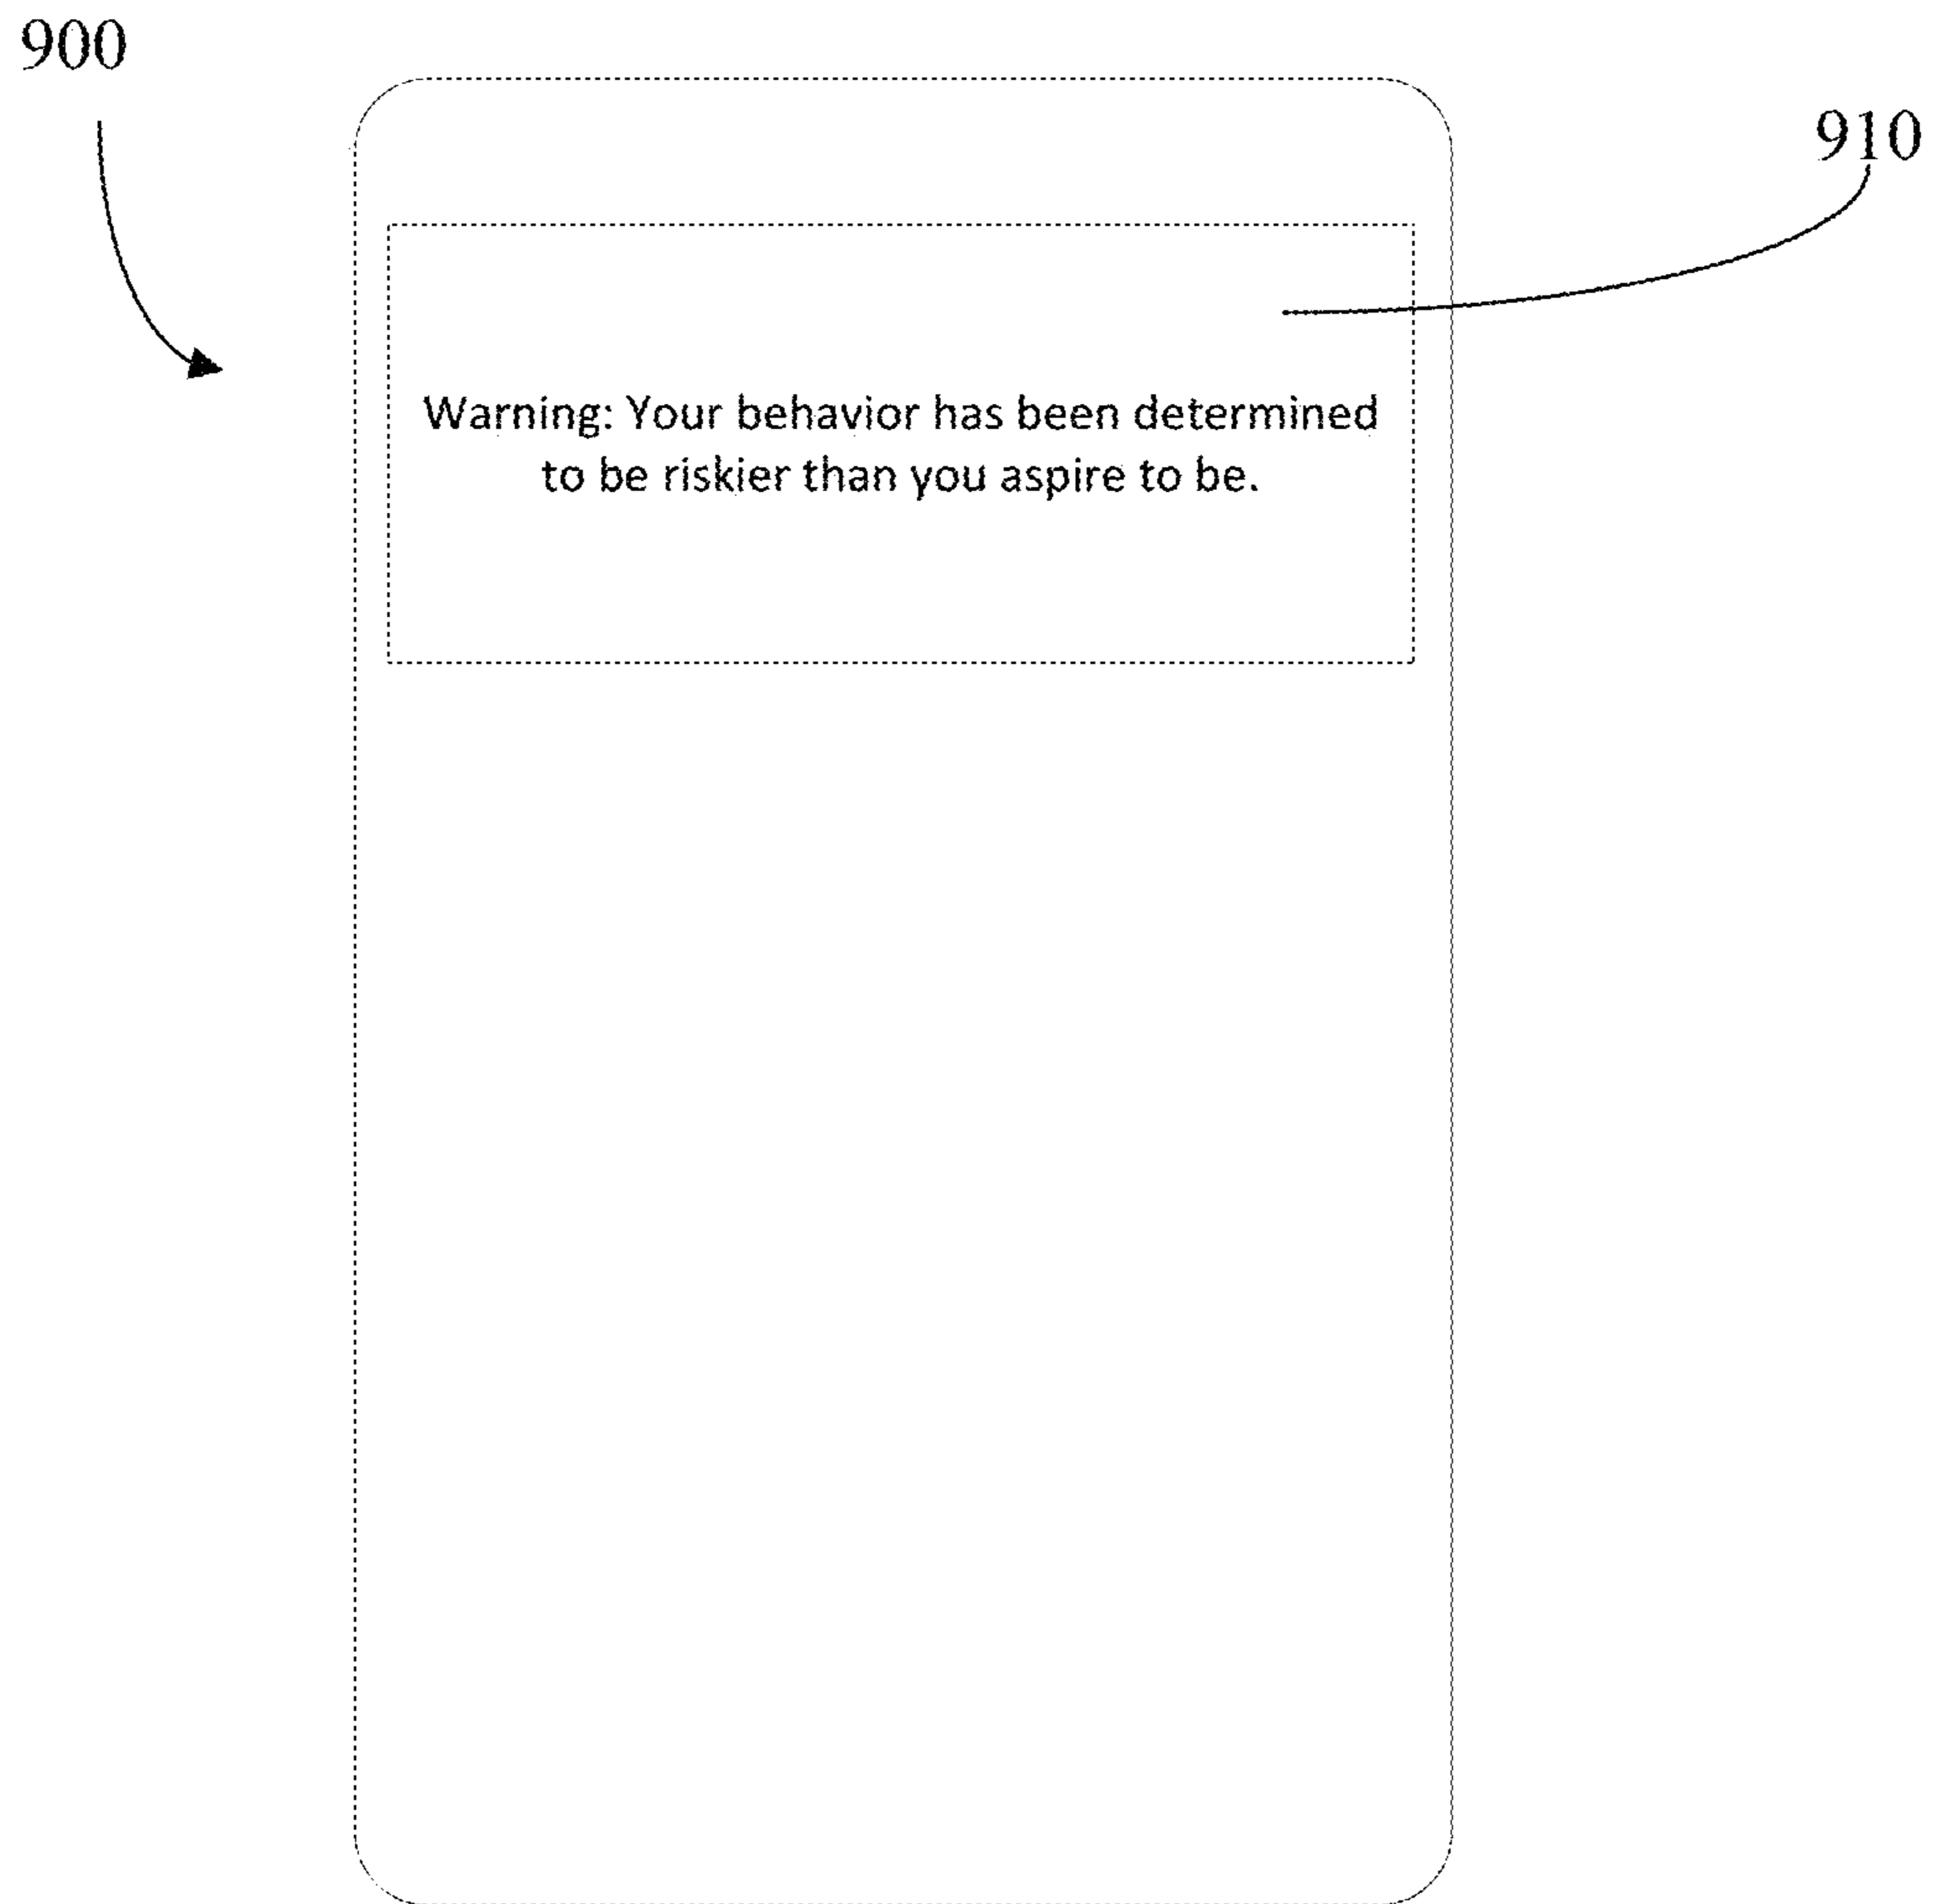 900
910
Warning: Your behavior has been determined
to be riskier than you aspire to be.